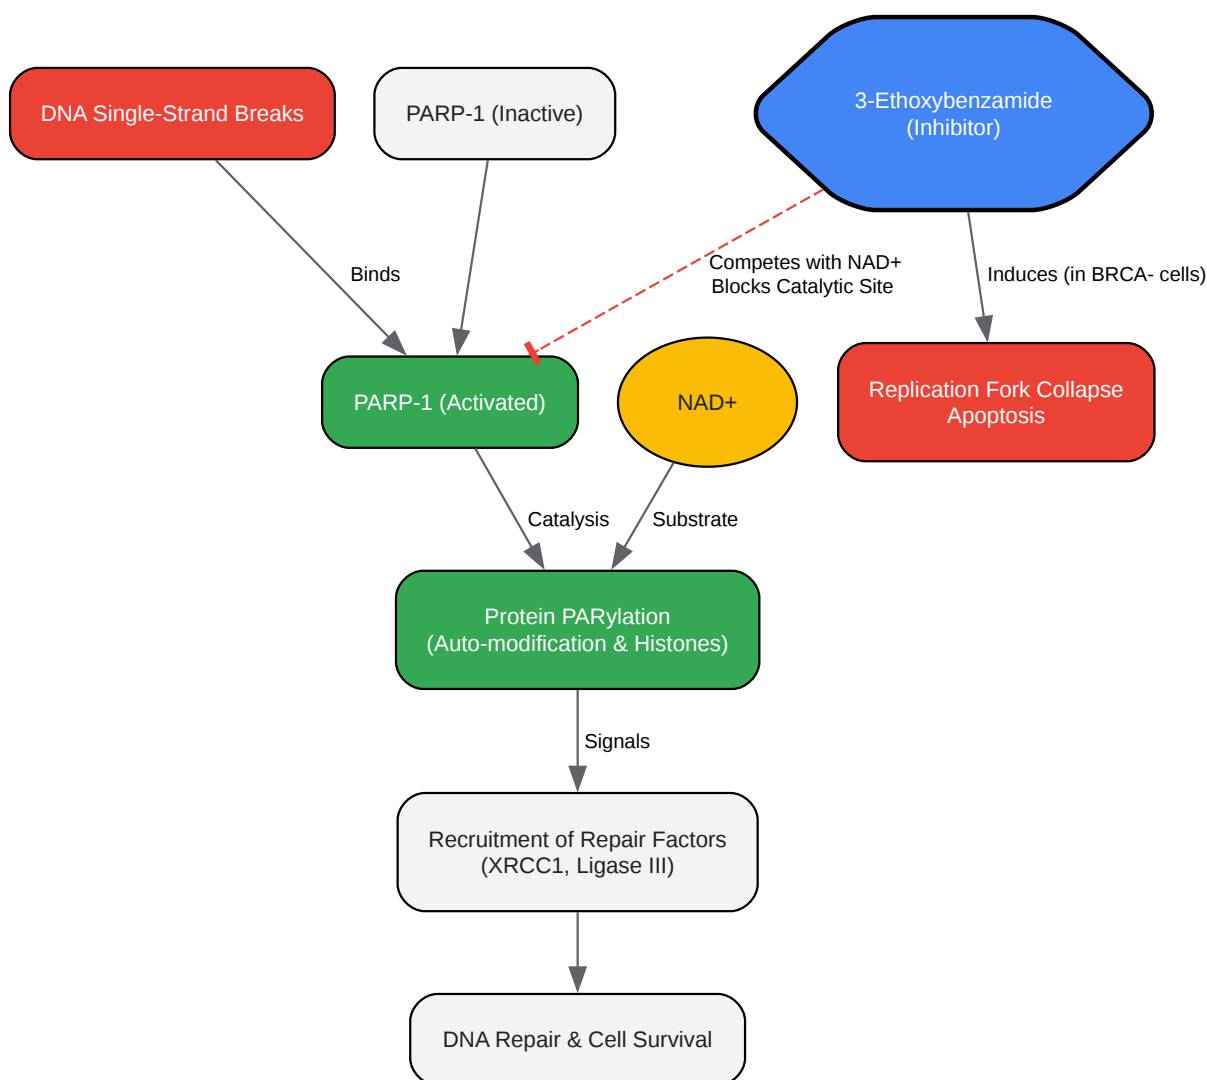 DNA Single-Strand Breaks
PARP-1 (Inactive)
3-Ethoxybenzamide
(Inhibitor)
Binds
Competes with NAD+
Blocks Catalytic Site
Induces (in BRCA- cells)
PARP-1 (Activated)
NAD+
Replication Fork Collapse
Apoptosis
Catalysis
Substrate
Protein PARylation
(Auto-modification & Histones)
Signals
Recruitment of Repair Factors
(XRCC1, Ligase III)
DNA Repair & Cell Survival